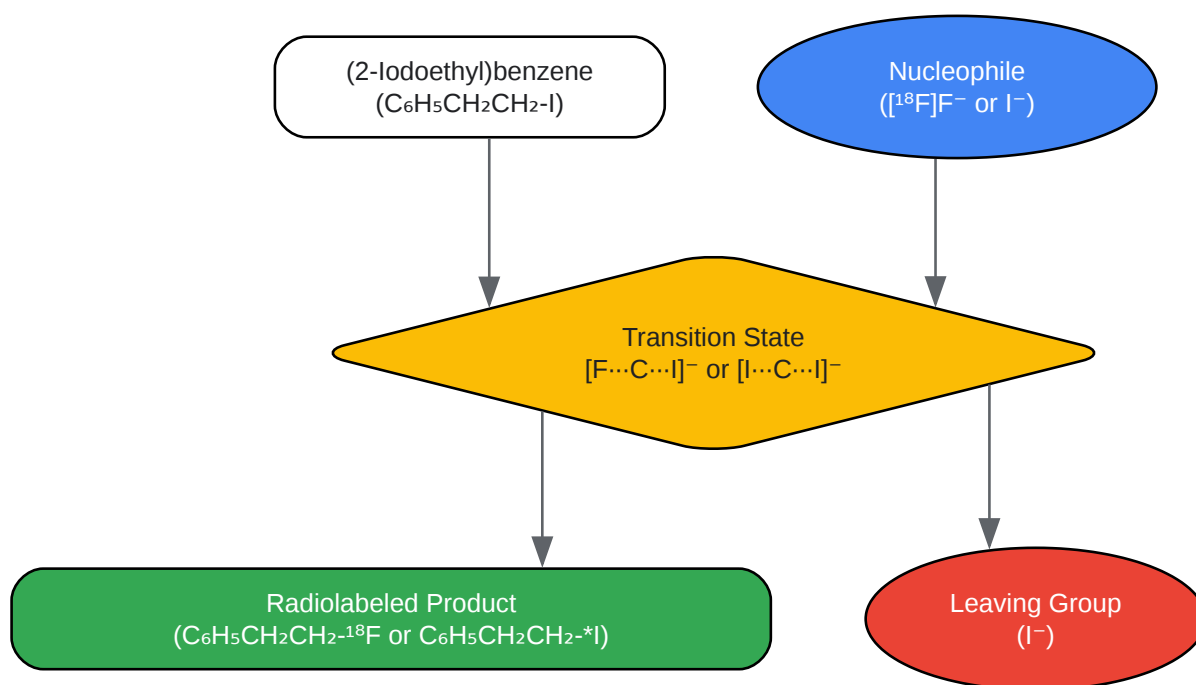 (2-Iodoethyl)benzene
(C₆H₅CH₂CH₂-I)
Nucleophile
([¹⁸F]F⁻ or I⁻)
Transition State
[F···C···I]⁻ or [I···C···I]⁻
Radiolabeled Product
(C₆H₅CH₂CH₂-¹⁸F or C₆H₅CH₂CH₂-*I)
Leaving Group
(I⁻)